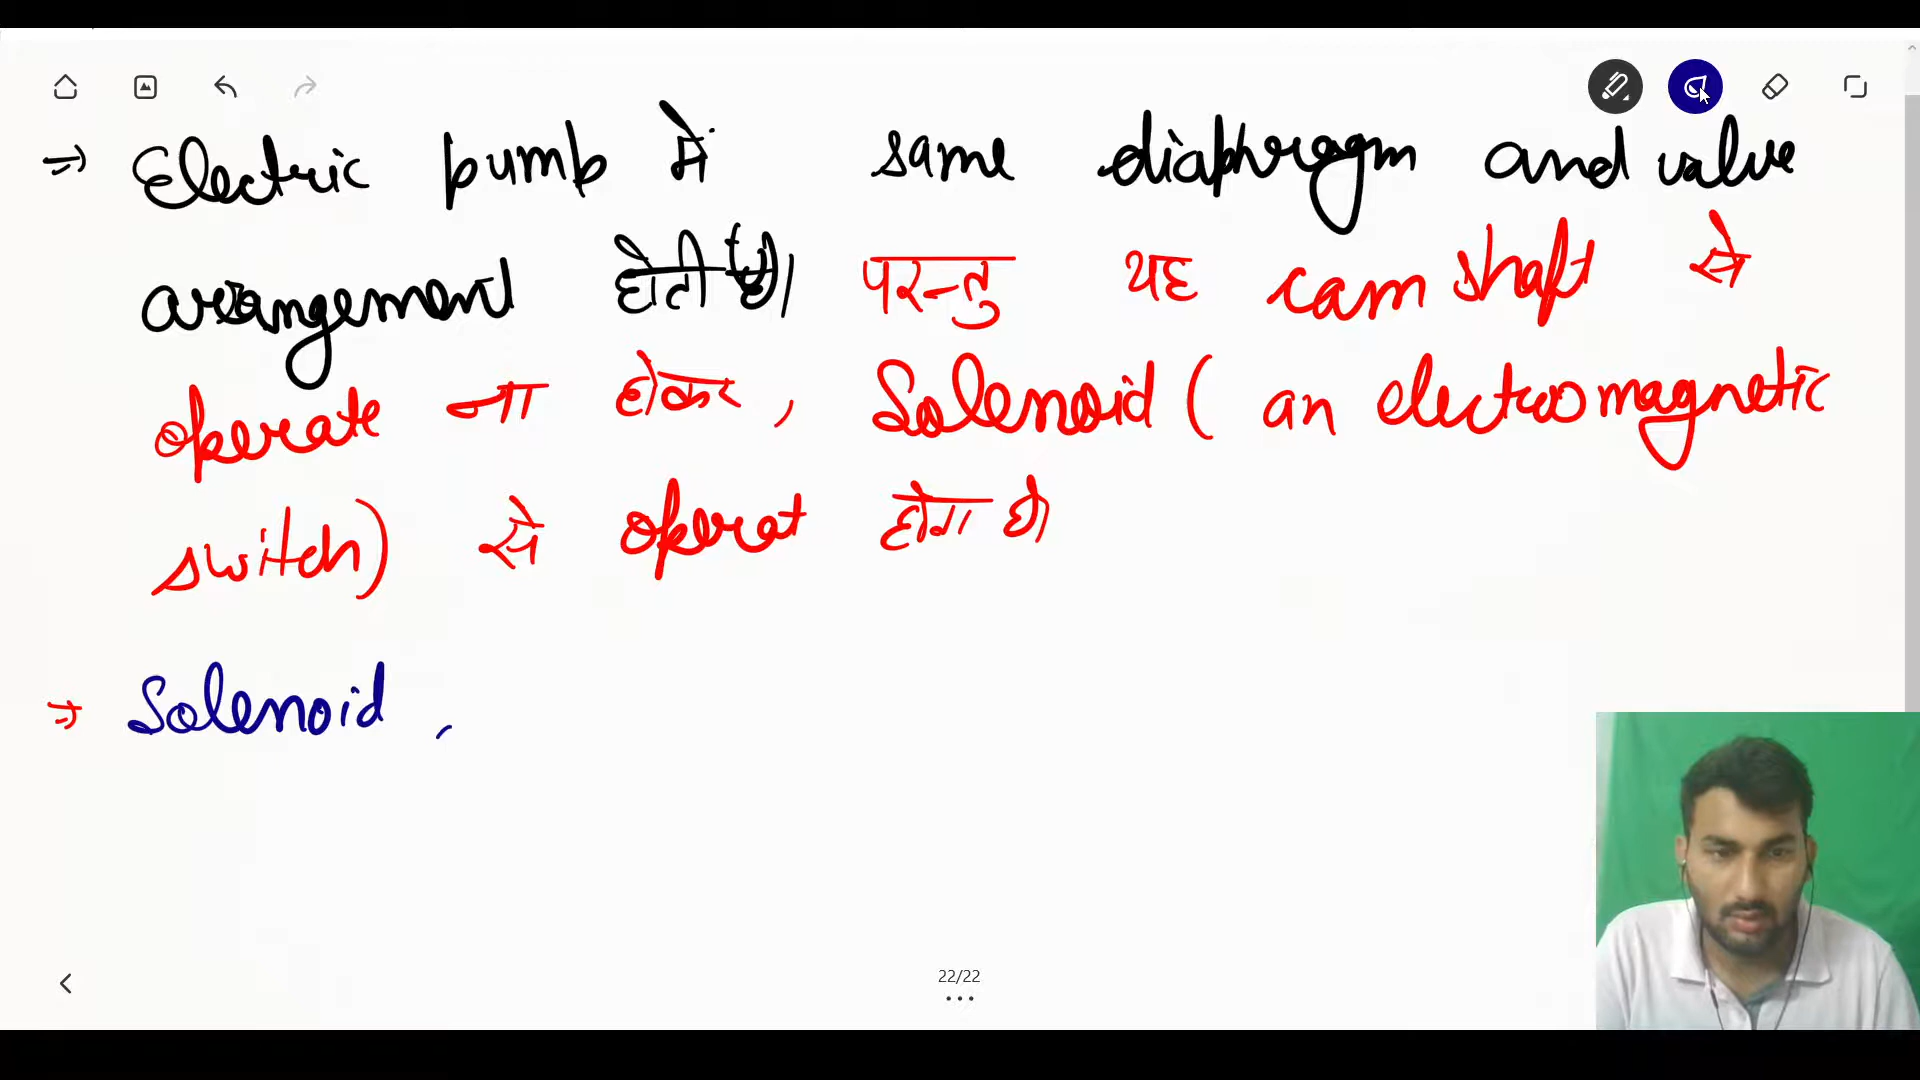 ⇒ Electric pump में same diaphragm and valve
arrangement होती है। परन्तु यह cam shaft से
operate ना होकर, Solenoid ( an electromagnetic
switch) से operat होता है।
⇒ Solenoid ,
22/22